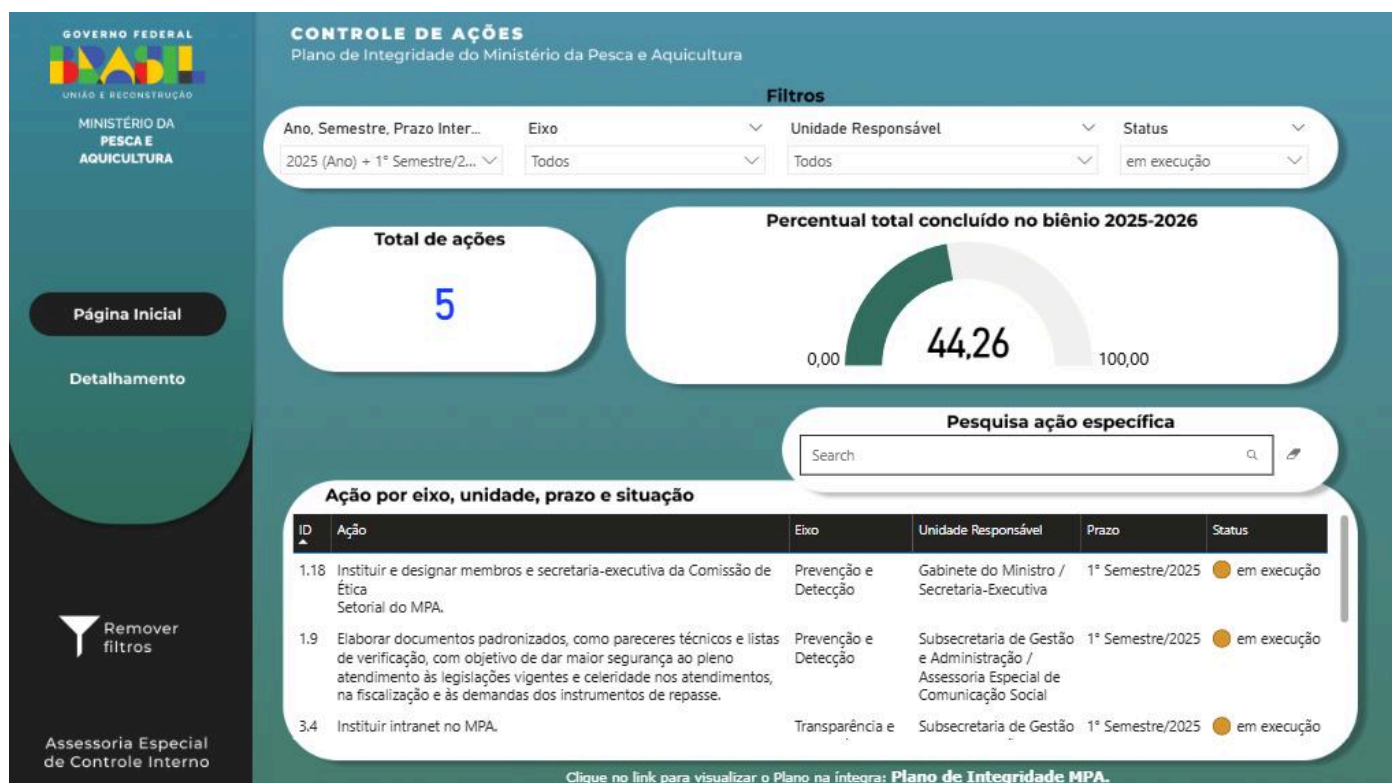 GOVERNO FEDERAL
BRASIL
UNIÃO E RECONSTRUÇÃO
MINISTÉRIO DA
PESCA E
AQUICULTURA
Página Inicial
Detalhamento
Remover
filtros
Assessoria Especial
de Controle Interno
CONTROLE DE AÇÕES
Plano de Integridade do Ministério da Pesca e Aquicultura
Filtros
Ano, Semestre, Prazo Inter...
2025 (Ano) + 1° Semestre/2...
Eixo
Todos
Unidade Responsável
Todos
Status
em execução
Total de ações
5
Percentual total concluído no biênio 2025-2026
44,26
0,00
100,00
Pesquisa ação específica
Search
Ação por eixo, unidade, prazo e situação
ID Ação Eixo Unidade Responsável Prazo Status
1.18 Instituir e designar membros e secretaria-executiva da Comissão de
Ética
Setorial do MPA.
Prevenção e
Detecção
Gabinete do Ministro /
Secretaria-Executiva
1° Semestre/2025
em execução
1.9 Elaborar documentos padronizados, como pareceres técnicos e listas
de verificação, com objetivo de dar maior segurança ao pleno
atendimento às legislações vigentes e celeridade nos atendimentos,
na fiscalização e às demandas dos instrumentos de repasse.
Prevenção e
Detecção
Subsecretaria de Gestão
e Administração /
Assessoria Especial de
Comunicação Social
1° Semestre/2025
em execução
3.4 Instituir intranet no MPA.
Transparência e
Subsecretaria de Gestão
1° Semestre/2025
em execução
Clique no link para visualizar o Plano na íntegra: Plano de Integridade MPA.